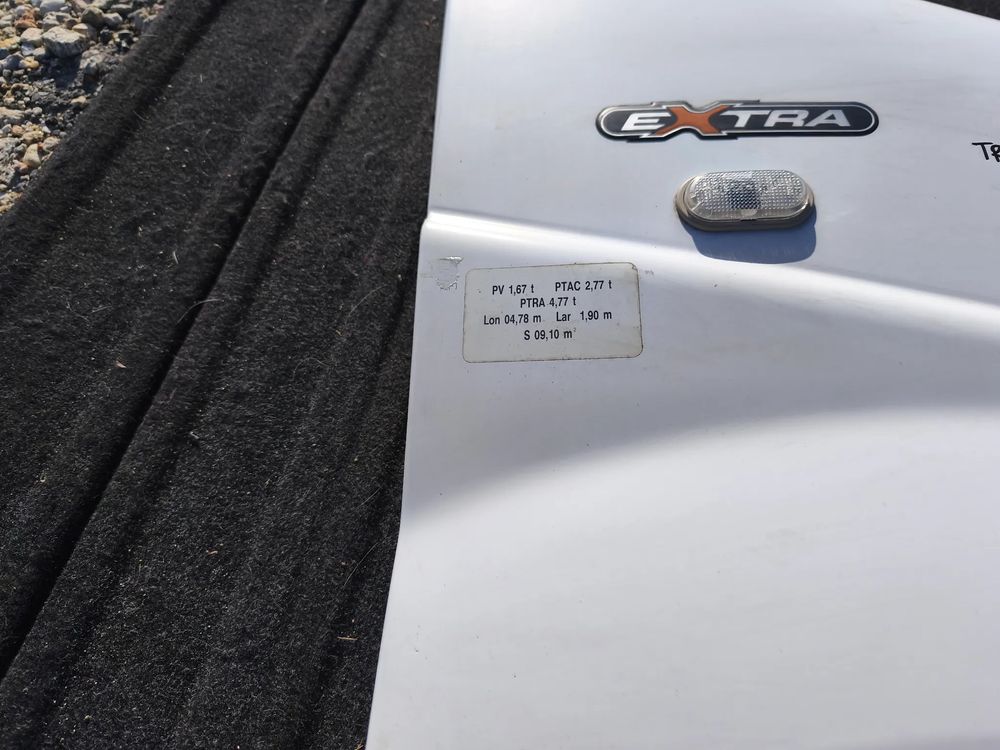 EXTRA
PV 1,67 t PTAC 2,77 t
PTRA 4,77 t
Lon 04,78 m Lar 1,90 m
S 09,10 m²